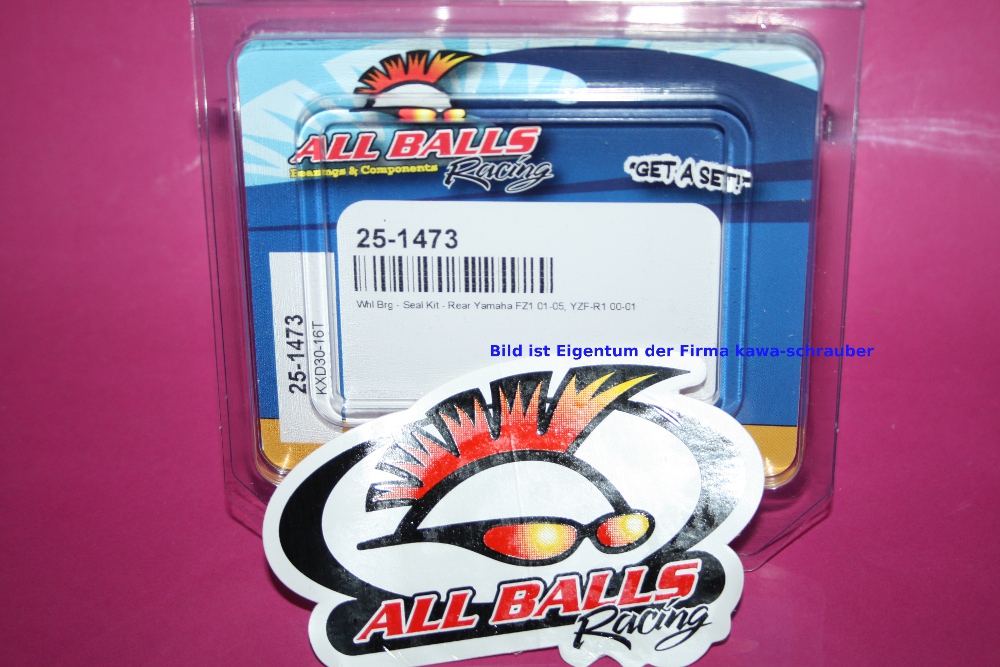 ALL BALLS
Racing
Bearings & Components
"GET A SET!"
25-1473
Whl Brg - Seal Kit - Rear Yamaha FZ1 01-05, YZF-R1 00-01
25-1473
KXD30-16T
Bild ist Eigentum der Firma kawa-schrauber
ALL BALLS
Racing